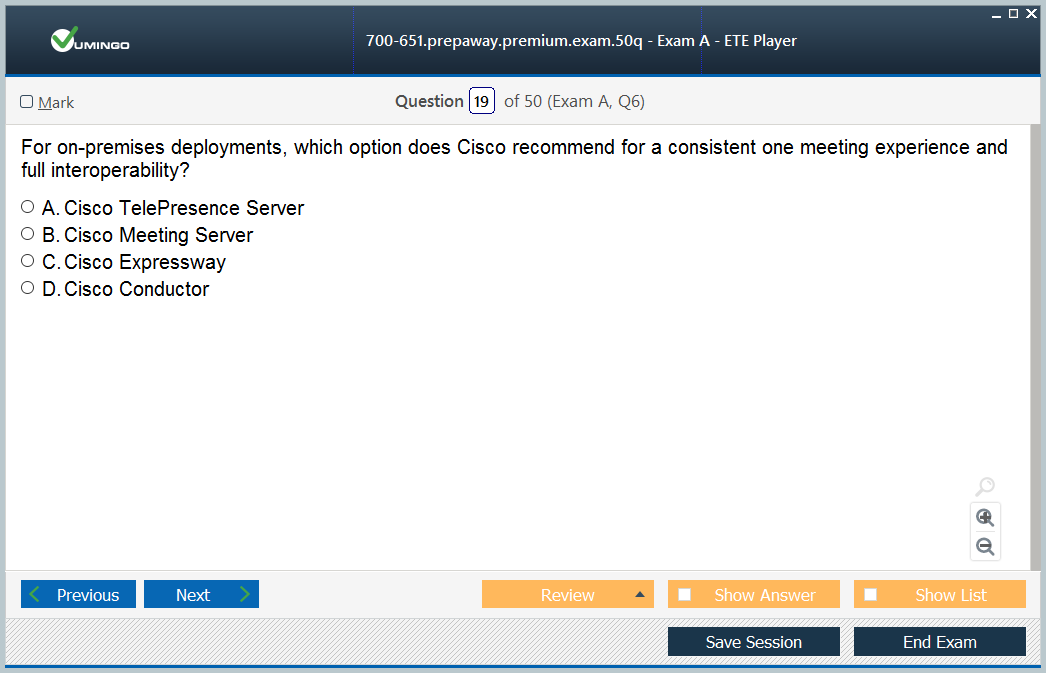 VUMINGO
700-651.prepaway.premium.exam.50q - Exam A - ETE Player
Mark
Question 19 of 50 (Exam A, Q6)
For on-premises deployments, which option does Cisco recommend for a consistent one meeting experience and
full interoperability?
A. Cisco TelePresence Server
B. Cisco Meeting Server
C. Cisco Expressway
D. Cisco Conductor
Previous Next Review Show Answer Show List
Save Session End Exam